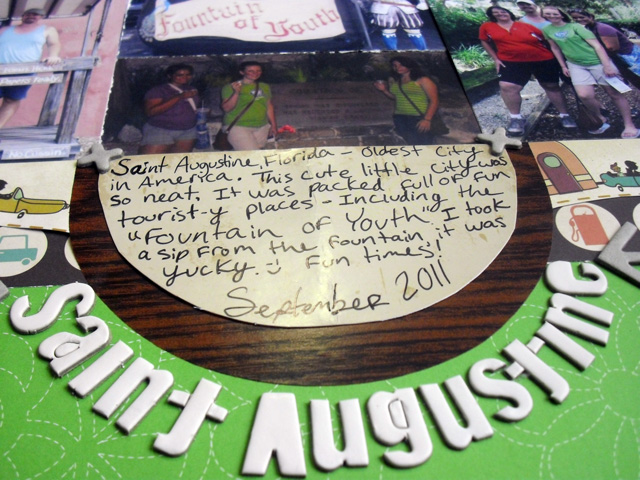 Fountain
of Youth
Saint Augustine, Florida - Oldest City
in America. This cute little city was
so neat. It was packed full of fun
tourist-y places - Including the
"Fountain of Youth" I took
a sip from the fountain it was
yucky. Fun times!
September 2011
Saint Augustine